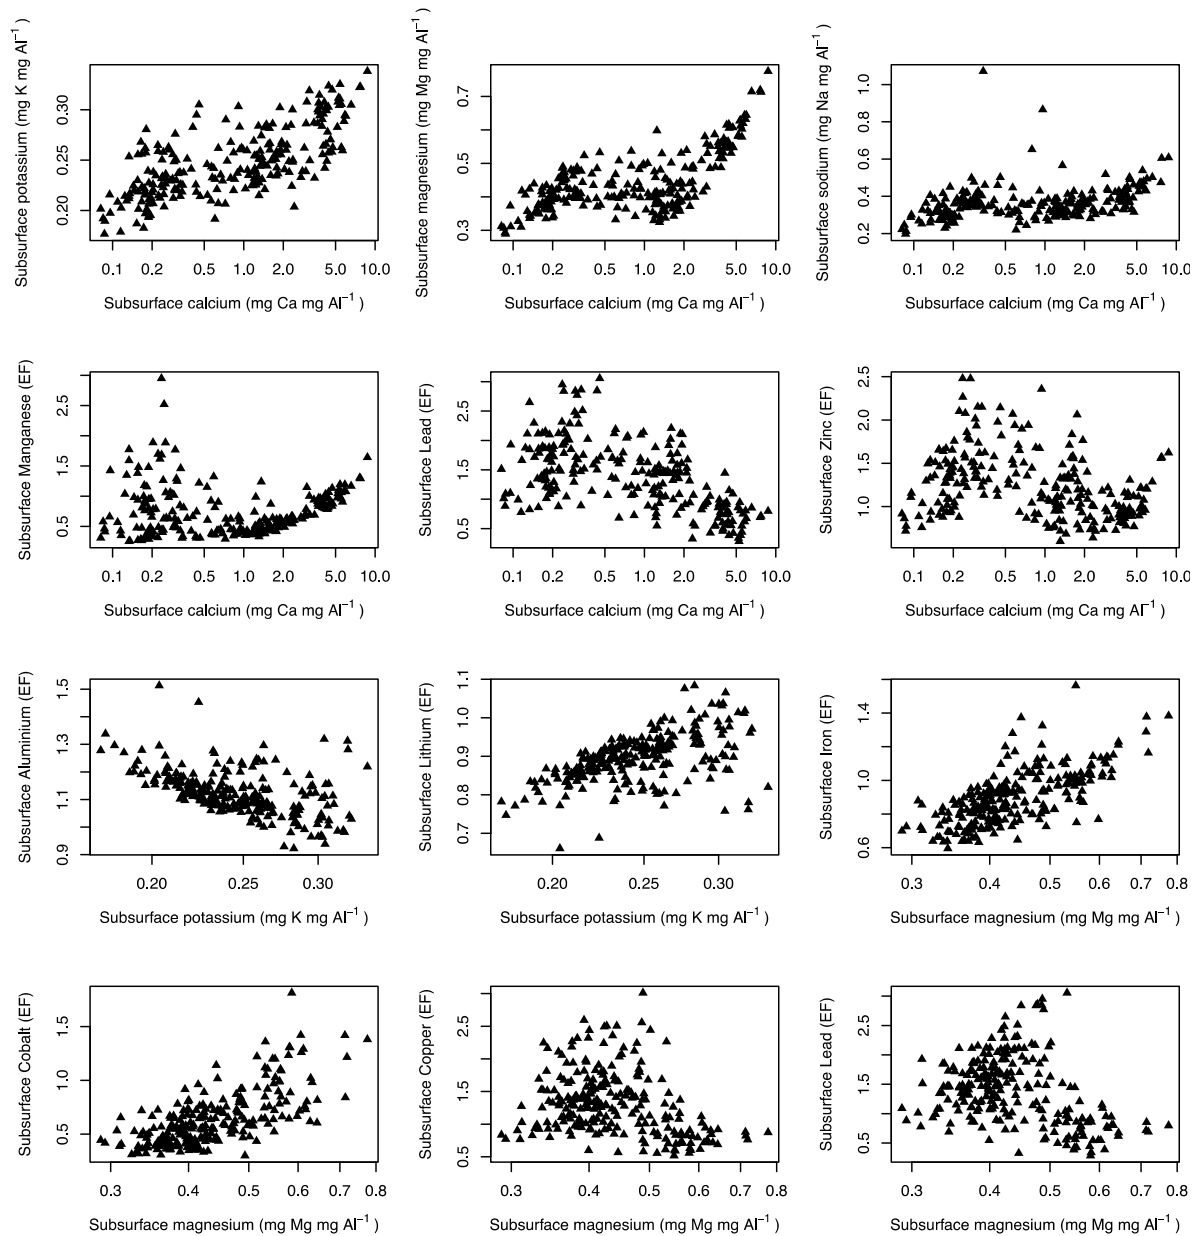 Subsurface potassium (mg K mg Al⁻¹ )
0.20 0.25 0.30
0.1 0.2 0.5 1.0 2.0 5.0 10.0
Subsurface calcium (mg Ca mg Al⁻¹ )
Subsurface magnesium (mg Mg mg Al⁻¹ )
0.3 0.4 0.5 0.7
0.1 0.2 0.5 1.0 2.0 5.0 10.0
Subsurface calcium (mg Ca mg Al⁻¹ )
Subsurface sodium (mg Na mg Al⁻¹ )
0.2 0.4 0.6 0.8 1.0
0.1 0.2 0.5 1.0 2.0 5.0 10.0
Subsurface calcium (mg Ca mg Al⁻¹ )
Subsurface Manganese (EF)
0.5 1.5 2.5
0.1 0.2 0.5 1.0 2.0 5.0 10.0
Subsurface calcium (mg Ca mg Al⁻¹ )
Subsurface Lead (EF)
0.5 1.5 2.5
0.1 0.2 0.5 1.0 2.0 5.0 10.0
Subsurface calcium (mg Ca mg Al⁻¹ )
Subsurface Zinc (EF)
1.0 1.5 2.0 2.5
0.1 0.2 0.5 1.0 2.0 5.0 10.0
Subsurface calcium (mg Ca mg Al⁻¹ )
Subsurface Aluminium (EF)
0.9 1.1 1.3 1.5
0.20 0.25 0.30
Subsurface potassium (mg K mg Al⁻¹ )
Subsurface Lithium (EF)
0.7 0.8 0.9 1.0 1.1
0.20 0.25 0.30
Subsurface potassium (mg K mg Al⁻¹ )
Subsurface Iron (EF)
0.6 1.0 1.4
0.3 0.4 0.5 0.6 0.7 0.8
Subsurface magnesium (mg Mg mg Al⁻¹ )
Subsurface Cobalt (EF)
0.5 1.0 1.5
0.3 0.4 0.5 0.6 0.7 0.8
Subsurface magnesium (mg Mg mg Al⁻¹ )
Subsurface Copper (EF)
0.5 1.5 2.5
0.3 0.4 0.5 0.6 0.7 0.8
Subsurface magnesium (mg Mg mg Al⁻¹ )
Subsurface Lead (EF)
0.5 1.5 2.5
0.3 0.4 0.5 0.6 0.7 0.8
Subsurface magnesium (mg Mg mg Al⁻¹ )